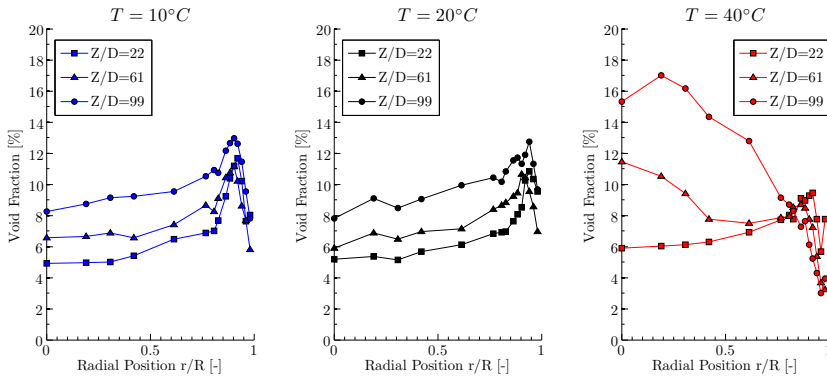 T = 10°C
Void Fraction [%]
20
18
16
14
12
10
8
6
4
2
0
Z/D=22
Z/D=61
Z/D=99
0
0.5
1
Radial Position r/R [-]
T = 20°C
Void Fraction [%]
20
18
16
14
12
10
8
6
4
2
0
Z/D=22
Z/D=61
Z/D=99
0
0.5
1
Radial Position r/R [-]
T = 40°C
Void Fraction [%]
20
18
16
14
12
10
8
6
4
2
0
Z/D=22
Z/D=61
Z/D=99
0
0.5
1
Radial Position r/R [-]